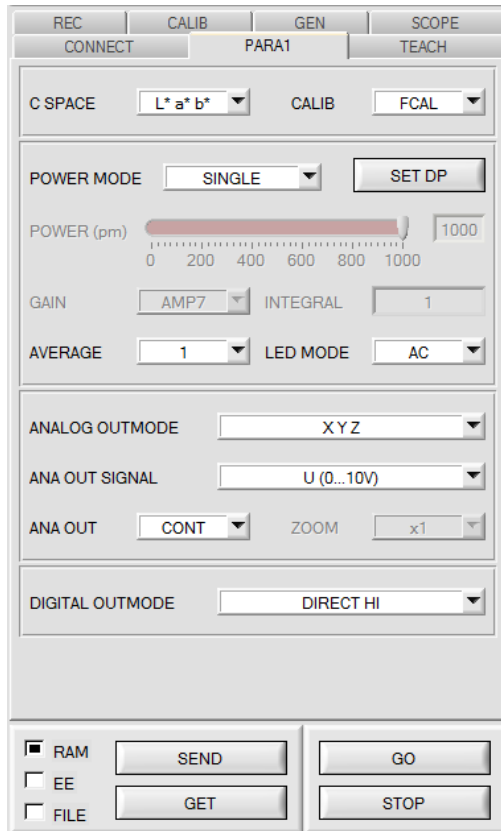 REC CALIB GEN SCOPE
CONNECT PARA1 TEACH
C SPACE L* a* b* CALIB FCAL
POWER MODE SINGLE SET DP
POWER (pm) 1000
0 200 400 600 800 1000
GAIN AMP7 INTEGRAL 1
AVERAGE 1 LED MODE AC
ANALOG OUTMODE X Y Z
ANA OUT SIGNAL U (0...10V)
ANA OUT CONT ZOOM x1
DIGITAL OUTMODE DIRECT HI
RAM SEND GO
EE
GET STOP
FILE